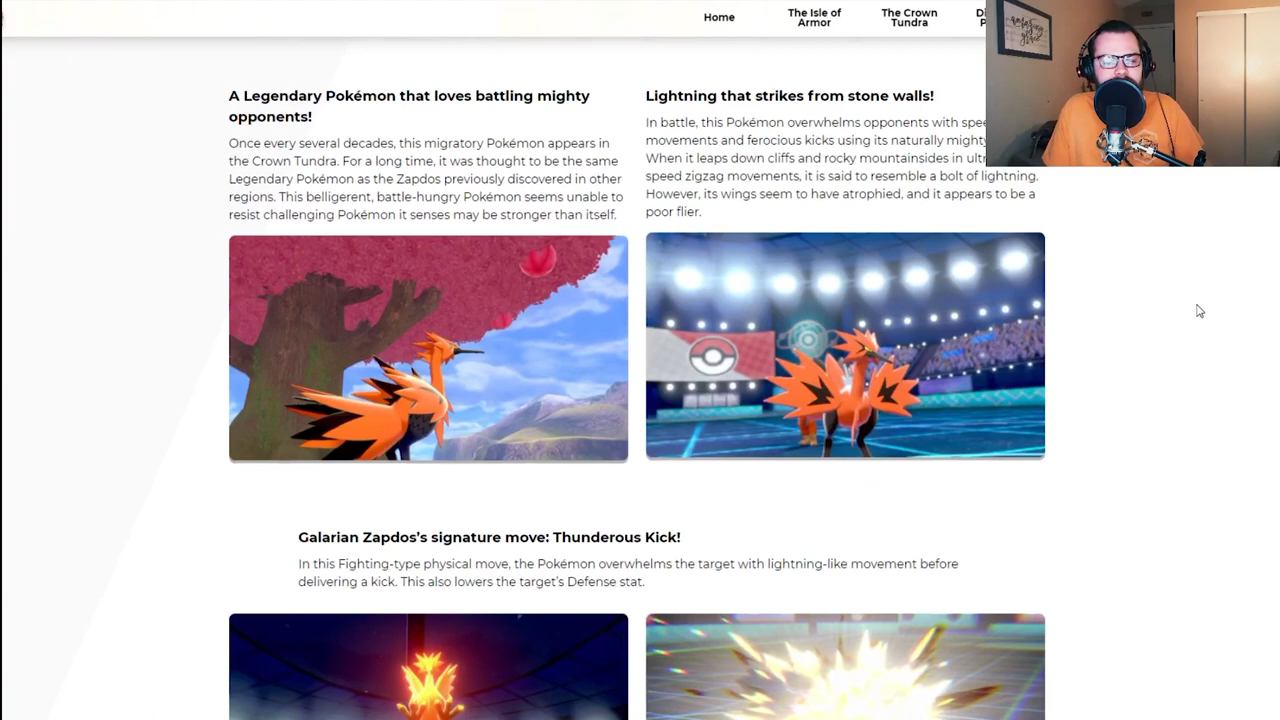 Home
The Isle of
Armor
The Crown
Tundra
A Legendary Pokémon that loves battling mighty
opponents!
Once every several decades, this migratory Pokémon appears in
the Crown Tundra. For a long time, it was thought to be the same
Legendary Pokémon as the Zapdos previously discovered in other
regions. This belligerent, battle-hungry Pokémon seems unable to
resist challenging Pokémon it senses may be stronger than itself.
Lightning that strikes from stone walls!
In battle, this Pokémon overwhelms opponents with
movements and ferocious kicks using its naturally mighty
When it leaps down cliffs and rocky mountainsides in
speed zigzag movements, it is said to resemble a bolt of lightning.
However, its wings seem to have atrophied, and it appears to be a
poor flier.
Galarian Zapdos’s signature move: Thunderous Kick!
In this Fighting-type physical move, the Pokémon overwhelms the target with lightning-like movement before
delivering a kick. This also lowers the target’s Defense stat.